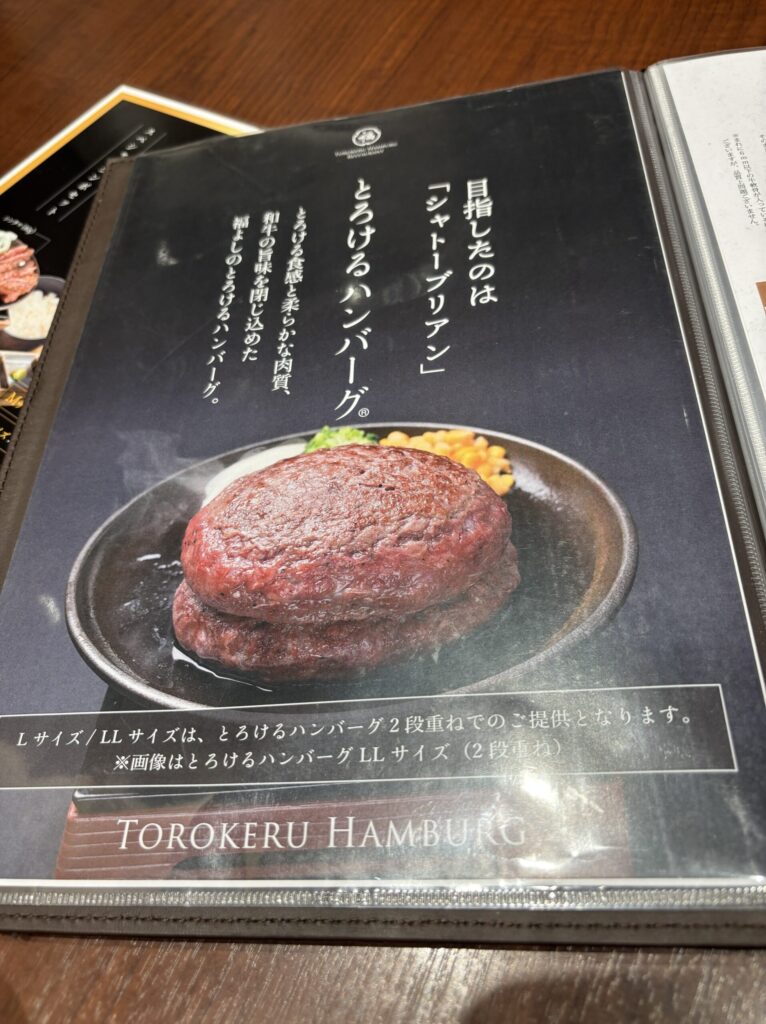 TOROKERU HAMBURG
RESTAURANT
目指したのは
「シャトーブリアン」
とろけるハンバーグ®
とろける食感と柔らかな肉質、
和牛の旨味を閉じ込めた
福よしのとろけるハンバーグ。
Lサイズ/LLサイズは、とろけるハンバーグ2段重ねでのご提供となります。
※画像はとろけるハンバーグLLサイズ（2段重ね）
TOROKERU HAMBURG